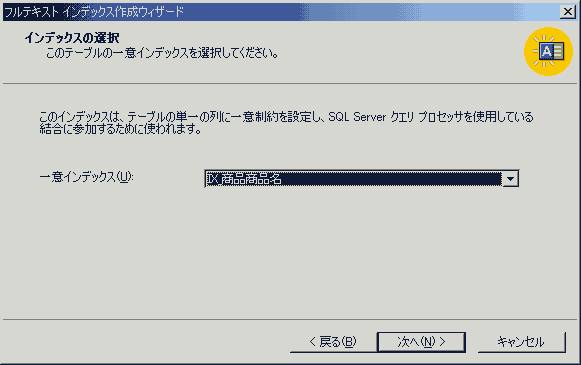 フルテキスト インデックス作成ウィザード
インデックスの選択
このテーブルの一意インデックスを選択してください。
このインデックスは、テーブルの単一の列に一意制約を設定し、SQL Server クエリ プロセッサを使用している
結合に参加するために使われます。
一意インデックス(U):
IX_商品商品名
< 戻る(B)
次へ(N) >
キャンセル